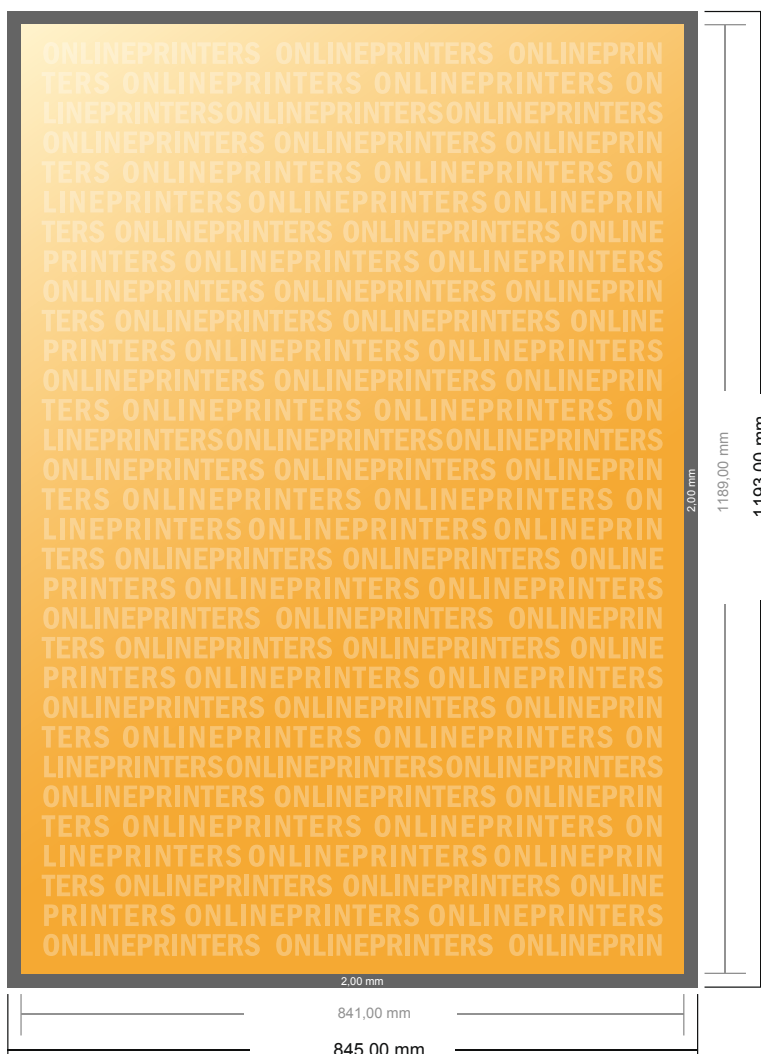 ONLINEPRINTERS ONLINEPRINTERS ONLINEPRIN
TERS ONLINEPRINTERS ONLINEPRINTERS ON
LINEPRINTERSONLINEPRINTERSONLINEPRINTERS
ONLINEPRINTERS ONLINEPRINTERS ONLINEPRIN
TERS ONLINEPRINTERS ONLINEPRINTERS ON
LINEPRINTERS ONLINEPRINTERS ONLINEPRIN
TERS ONLINEPRINTERS ONLINEPRINTERS ONLINE
PRINTERS ONLINEPRINTERS ONLINEPRINTERS
ONLINEPRINTERS ONLINEPRINTERS ONLINEPRIN
TERS ONLINEPRINTERS ONLINEPRINTERS ONLINE
PRINTERS ONLINEPRINTERS ONLINEPRINTERS
ONLINEPRINTERS ONLINEPRINTERS ONLINEPRIN
TERS ONLINEPRINTERS ONLINEPRINTERS ON
LINEPRINTERSONLINEPRINTERSONLINEPRINTERS
ONLINEPRINTERS ONLINEPRINTERS ONLINEPRIN
TERS ONLINEPRINTERS ONLINEPRINTERS ON
LINEPRINTERS ONLINEPRINTERS ONLINEPRIN
TERS ONLINEPRINTERS ONLINEPRINTERS ONLINE
PRINTERS ONLINEPRINTERS ONLINEPRINTERS
ONLINEPRINTERS ONLINEPRINTERS ONLINEPRIN
TERS ONLINEPRINTERS ONLINEPRINTERS ONLINE
PRINTERS ONLINEPRINTERS ONLINEPRINTERS
ONLINEPRINTERS ONLINEPRINTERS ONLINEPRIN
TERS ONLINEPRINTERS ONLINEPRINTERS ON
LINEPRINTERSONLINEPRINTERSONLINEPRINTERS
ONLINEPRINTERS ONLINEPRINTERS ONLINEPRIN
TERS ONLINEPRINTERS ONLINEPRINTERS ON
LINEPRINTERS ONLINEPRINTERS ONLINEPRIN
TERS ONLINEPRINTERS ONLINEPRINTERS ONLINE
PRINTERS ONLINEPRINTERS ONLINEPRINTERS
ONLINEPRINTERS ONLINEPRINTERS ONLINEPRIN
2,00 mm
1189,00 mm
1193,00 mm
2,00 mm
841,00 mm
845,00 mm